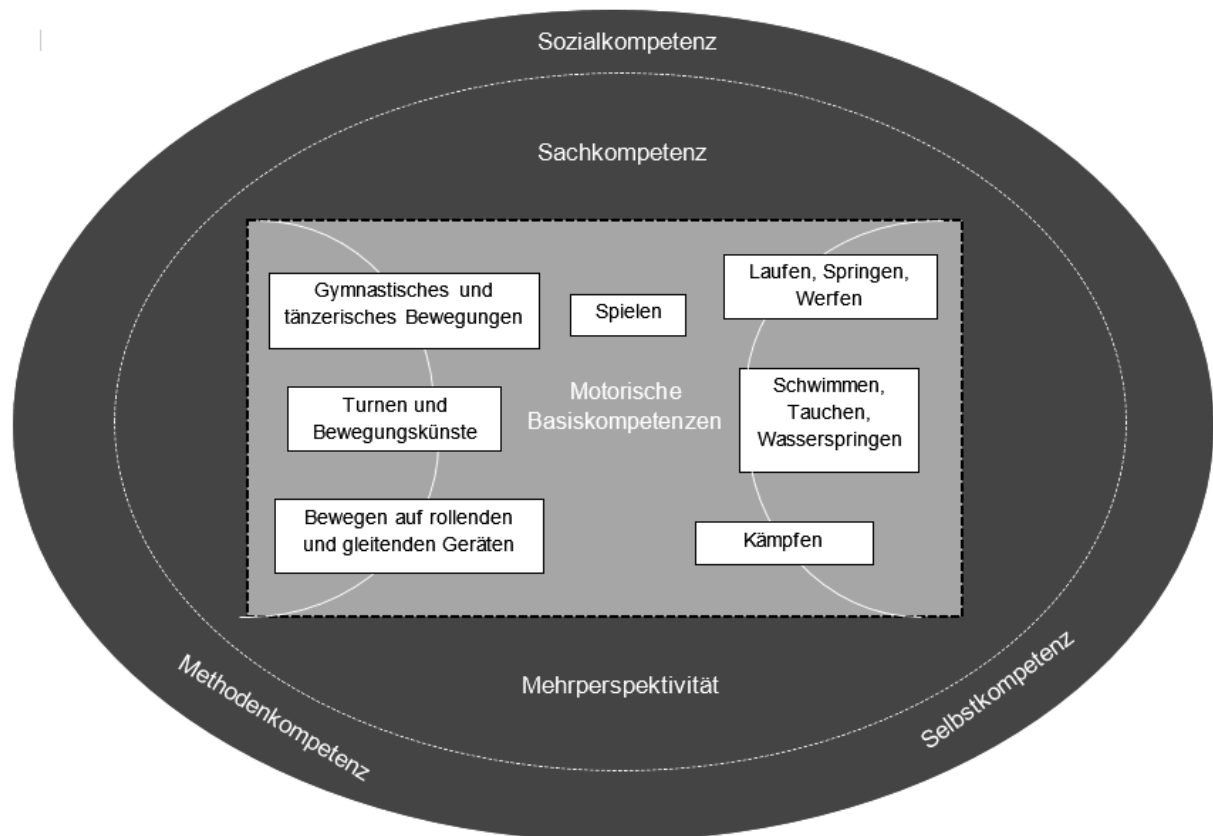 Sozialkompetenz
Sachkompetenz
Gymnastisches und
tänzerisches Bewegungen
Spielen
Laufen, Springen,
Werfen
Turnen und
Bewegungskünste
Motorische
Basiskompetenzen
Schwimmen,
Tauchen,
Wasserspringen
Bewegen auf rollenden
und gleitenden Geräten
Kämpfen
Methodenkompetenz
Mehrperspektivität
Selbstkompetenz